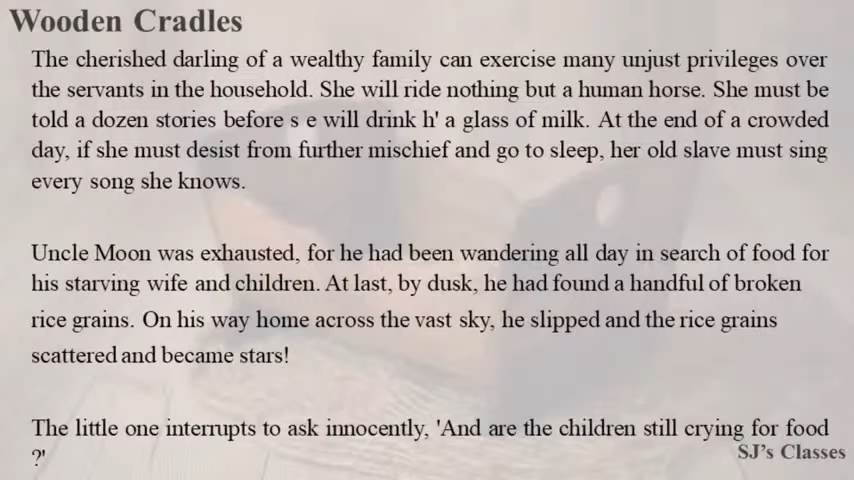 Wooden Cradles
The cherished darling of a wealthy family can exercise many unjust privileges over
the servants in the household. She will ride nothing but a human horse. She must be
told a dozen stories before s e will drink h' a glass of milk. At the end of a crowded
day, if she must desist from further mischief and go to sleep, her old slave must sing
every song she knows.
Uncle Moon was exhausted, for he had been wandering all day in search of food for
his starving wife and children. At last, by dusk, he had found a handful of broken
rice grains. On his way home across the vast sky, he slipped and the rice grains
scattered and became stars!
The little one interrupts to ask innocently, 'And are the children still crying for food
?'
SJ's Classes